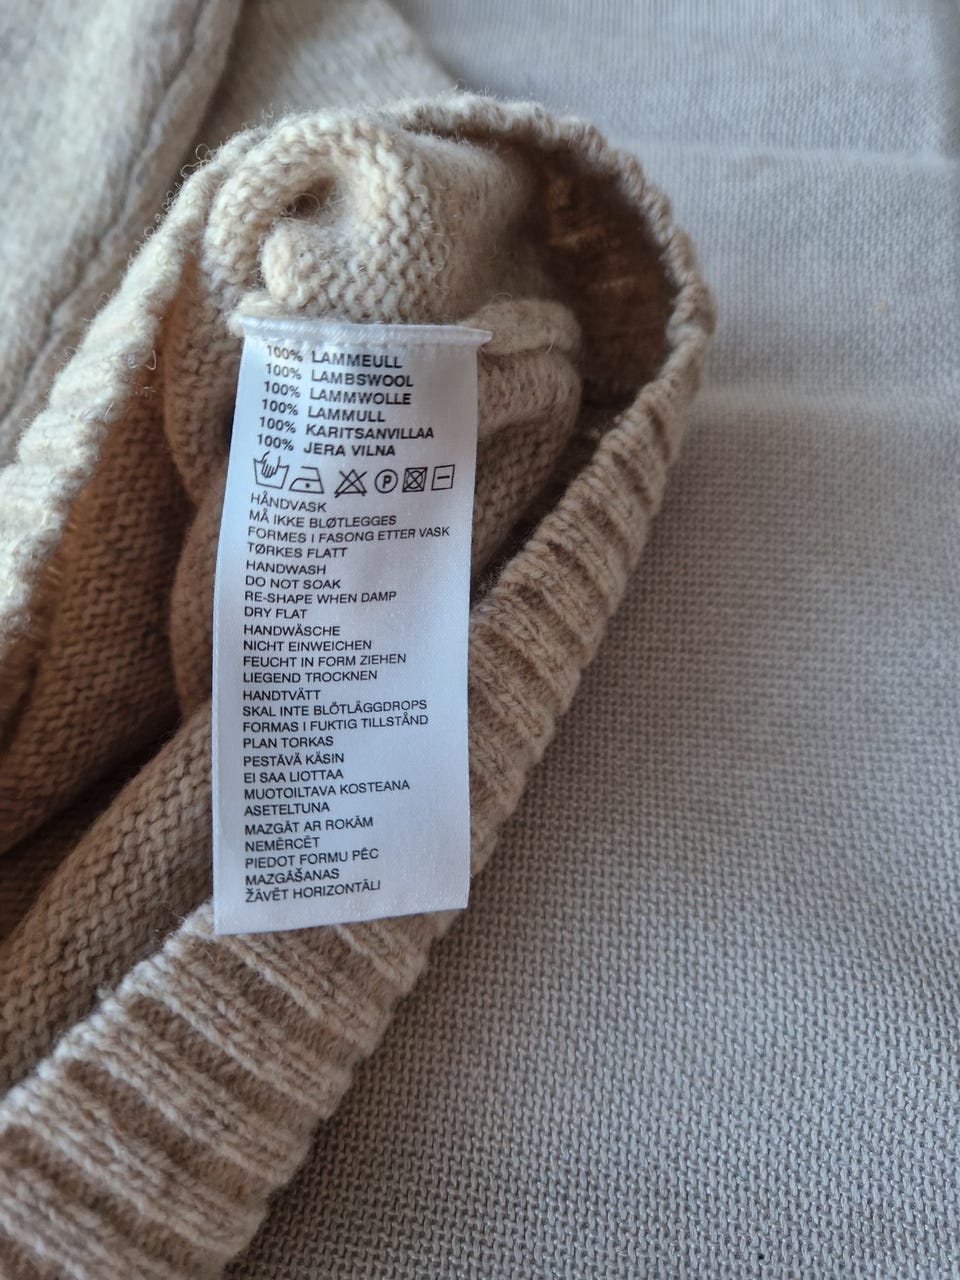 100% LAMMEULL
100% LAMBSWOOL
100% LAMMWOLLE
100% LAMMULL
100% KARITSANVILLAA
100% JERA VILNA
P
HÅNDVASK
MÅ IKKE BLØTLEGGES
FORMES I FASONG ETTER VASK
TØRKES FLATT
HANDWASH
DO NOT SOAK
RE-SHAPE WHEN DAMP
DRY FLAT
HANDWÄSCHE
NICHT EINWEICHEN
FEUCHT IN FORM ZIEHEN
LIEGEND TROCKNEN
HANDTVÄTT
SKAL INTE BLÖTLÄGGDROPS
FORMAS I FUKTIG TILLSTÅND
PLAN TORKAS
PESTÄVÄ KÄSIN
EI SAA LIOTTAA
MUOTOILTAVA KOSTEANA
ASETELTUNA
MAZGĀT AR ROKĀM
NEMĒRCĒT
PIEDOT FORMU PĒC
MAZGĀŠANAS
ŽĀVĒT HORIZONTĀLI